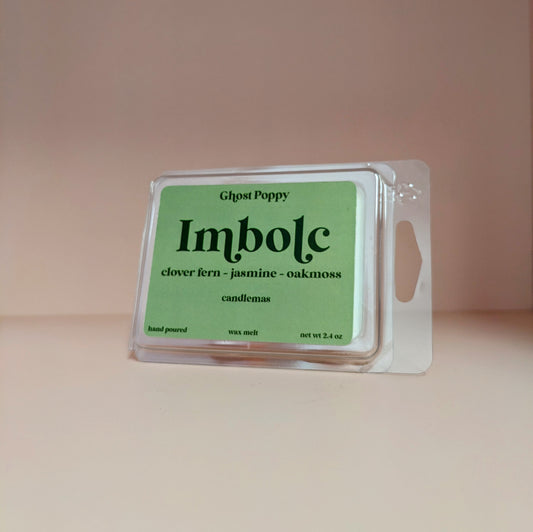 Ghost Poppy
Imbolc
clover fern - jasmine - oakmoss
candlemas
hand poured wax melt net wt 2.4 oz